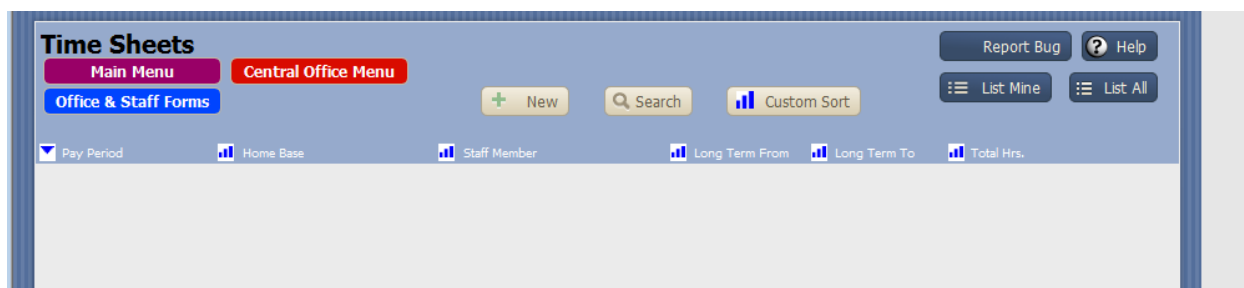 Time Sheets
Report Bug ? Help
Main Menu Central Office Menu
List Mine List All
Office & Staff Forms + New Search Custom Sort
Pay Period Home Base Staff Member Long Term From Long Term To Total Hrs.